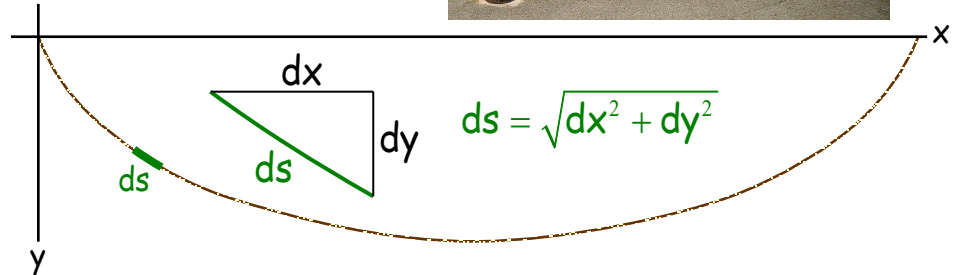 x
dx
dy
ds
ds = √dx² + dy²
ds
y